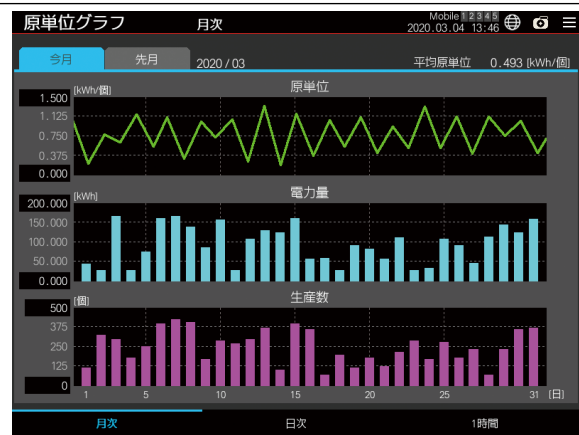 原単位グラフ 月次 Mobile 1 2 3 4 5
2020.03.04 13:46
今月 先月 2020 / 03 平均原単位 0.493 [kWh/個]
[kWh/個] 原単位
1.500
1.125
0.750
0.375
0.000
[kWh] 電力量
200.000
150.000
100.000
50.000
0.000
[個] 生産数
500
375
250
125
0
1 5 10 15 20 25 31 [日]
月次 日次 1時間